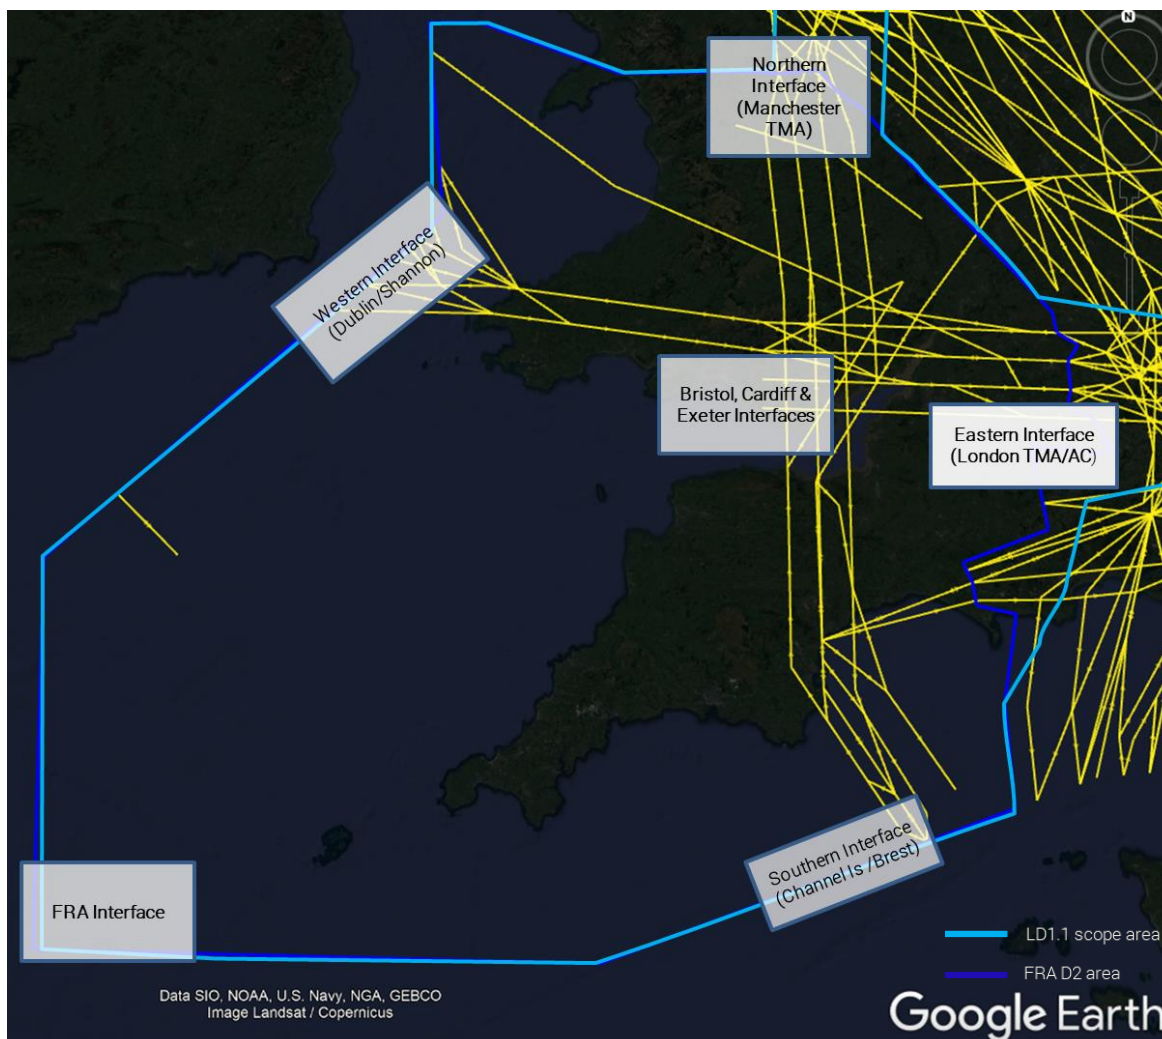 N
Northern
Interface
(Manchester
TMA)
Western Interface
(Dublin/Shannon)
Bristol, Cardiff &
Exeter Interfaces
Eastern Interface
(London TMA/AC)
Southern Interface
(Channel Is /Brest)
FRA Interface
LD1.1 scope area
FRA D2 area
Data SIO, NOAA, U.S. Navy, NGA, GEBCO
Image Landsat / Copernicus
Google Earth